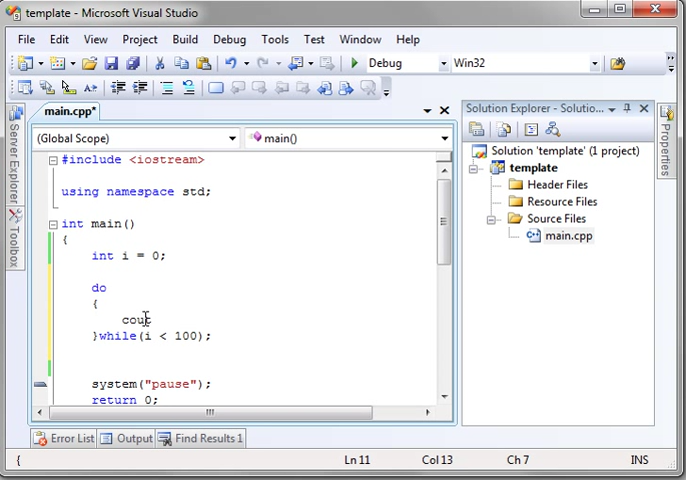 template - Microsoft Visual Studio
File Edit View Project Build Debug Tools Test Window Help
Debug Win32
main.cpp*
(Global Scope) main()
#include <iostream>
using namespace std;
int main()
{
int i = 0;
do
{
cout
}while(i < 100);
system("pause");
return 0;
Server Explorer
Toolbox
Solution Explorer - Solutio...
Solution 'template' (1 project)
template
Header Files
Resource Files
Source Files
main.cpp
Properties
Error List Output Find Results 1
{ Ln 11 Col 13 Ch 7 INS